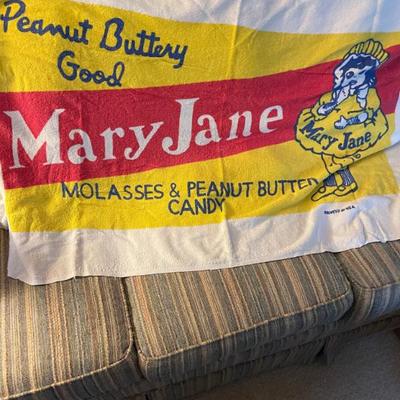 Peanut Buttery
Good
Mary Jane
Mary Jane
MOLASSES & PEANUT BUTTER
CANDY